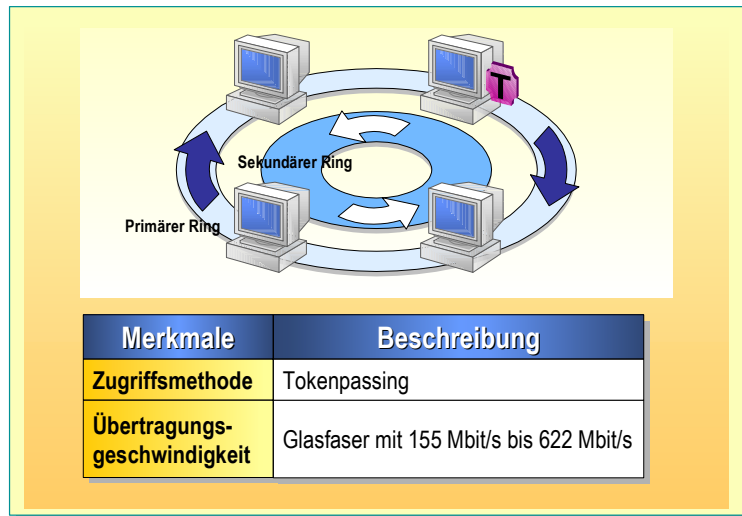 T
Sekundärer Ring
Primärer Ring
Merkmale Beschreibung
Zugriffsmethode Tokenpassing
Übertragungs-
geschwindigkeit Glasfaser mit 155 Mbit/s bis 622 Mbit/s